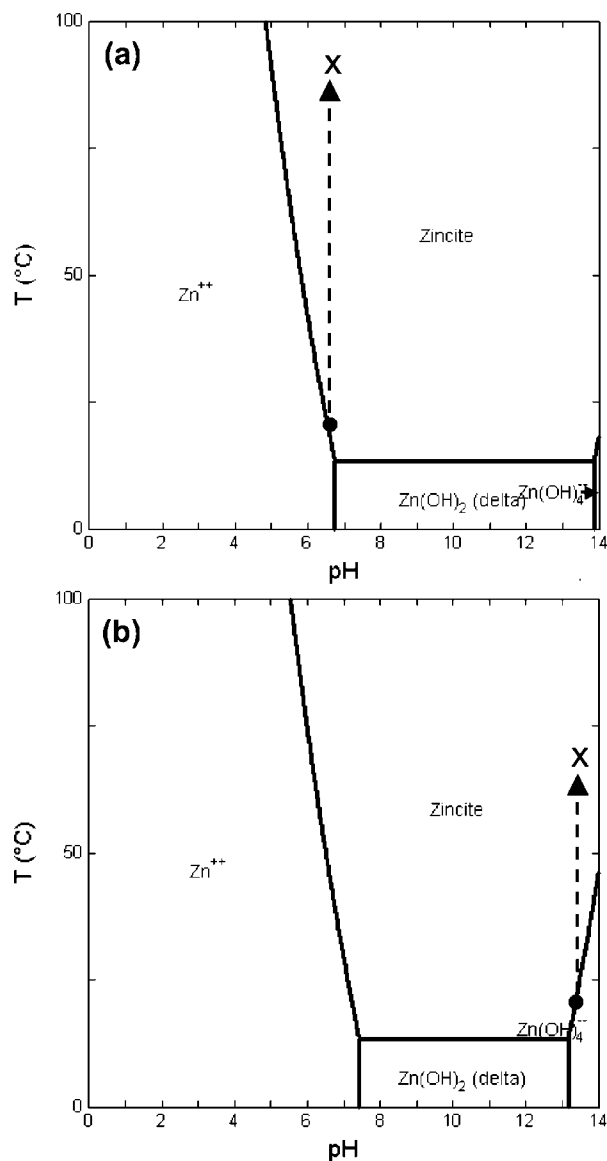 (a)
X
100
50
0
T (°C)
Zn++
Zincite
Zn(OH)2 (delta)
Zn(OH)4--
0 2 4 6 8 10 12 14
pH
(b)
X
100
50
0
T (°C)
Zn++
Zincite
Zn(OH)4--
Zn(OH)2 (delta)
0 2 4 6 8 10 12 14
pH